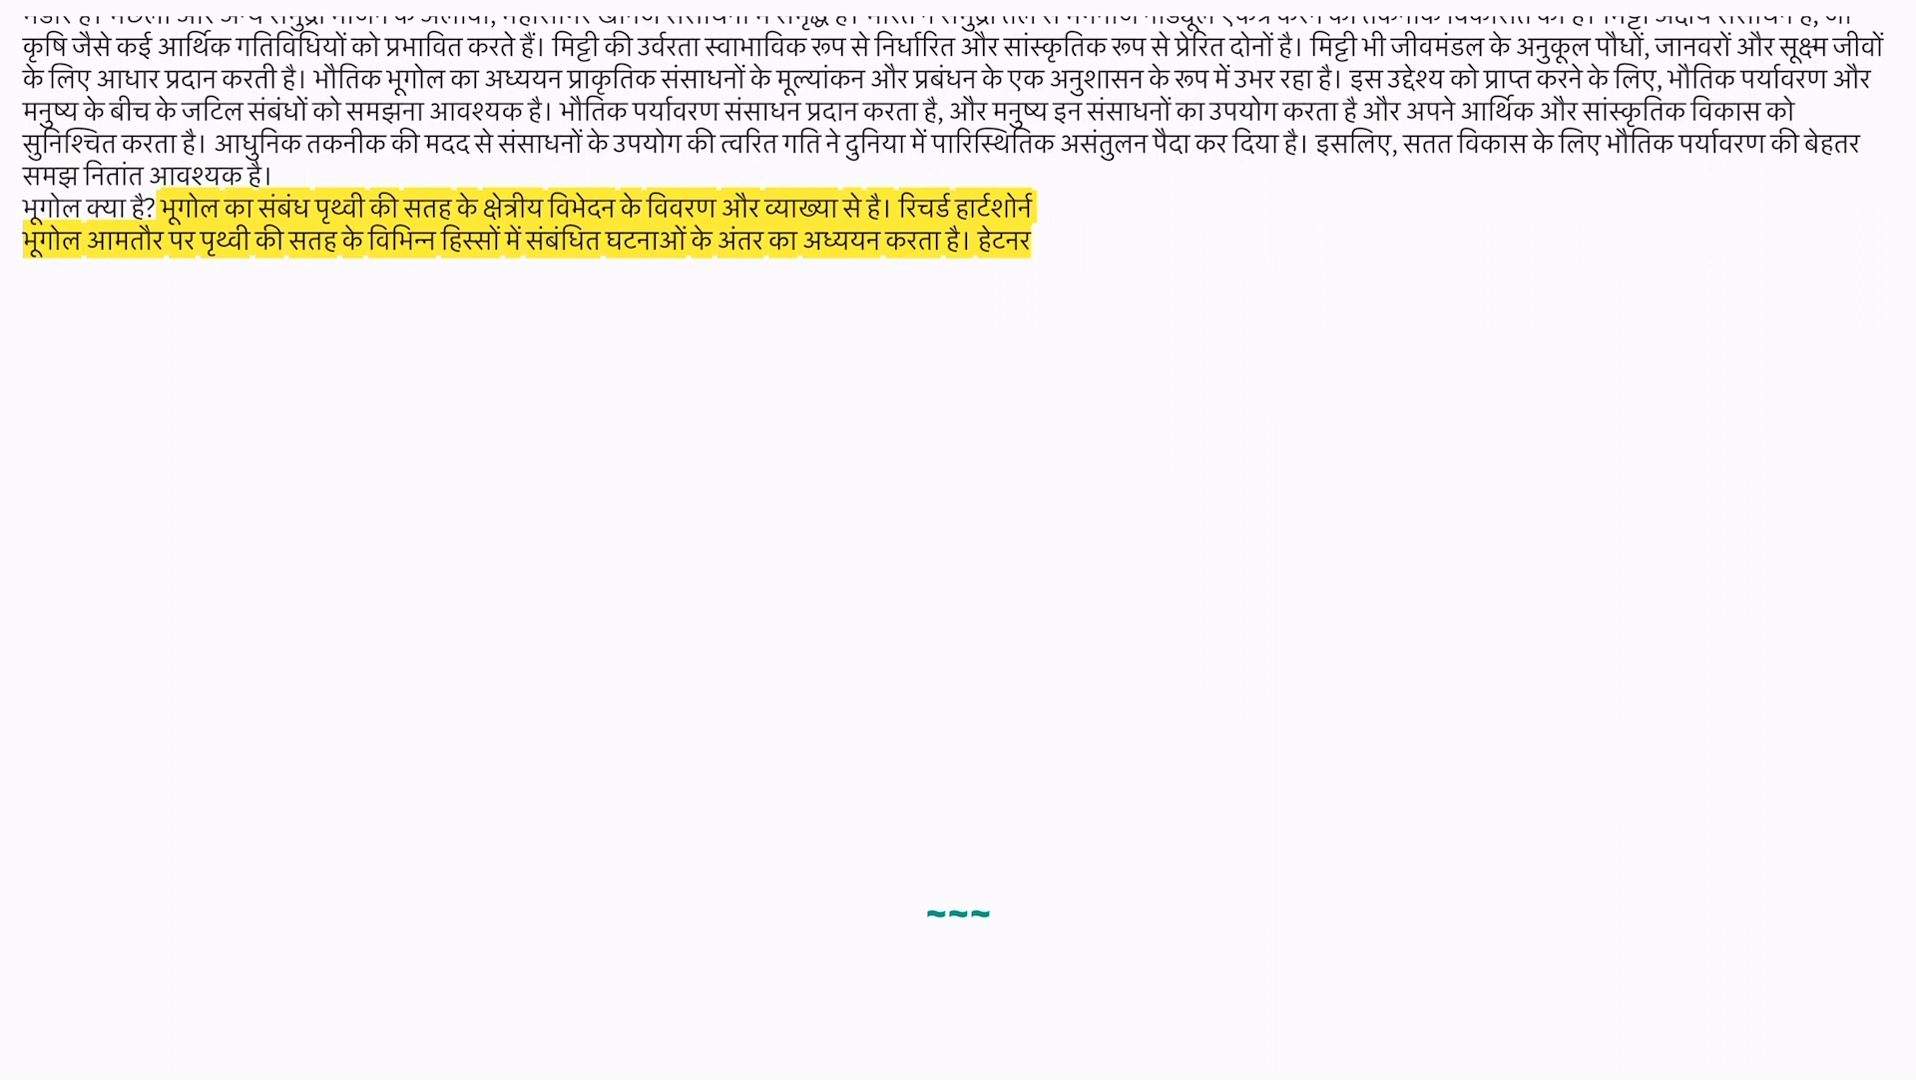 कृषि जैसे कई आर्थिक गतिविधियों को प्रभावित करते हैं। मिट्टी की उर्वरता स्वाभाविक रूप से निर्धारित और सांस्कृतिक रूप से प्रेरित दोनों है। मिट्टी भी जीवमंडल के अनुकूल पौधों, जानवरों और सूक्ष्म जीवों
के लिए आधार प्रदान करती है। भौतिक भूगोल का अध्ययन प्राकृतिक संसाधनों के मूल्यांकन और प्रबंधन के एक अनुशासन के रूप में उभर रहा है। इस उद्देश्य को प्राप्त करने के लिए, भौतिक पर्यावरण और
मनुष्य के बीच के जटिल संबंधों को समझना आवश्यक है। भौतिक पर्यावरण संसाधन प्रदान करता है, और मनुष्य इन संसाधनों का उपयोग करता है और अपने आर्थिक और सांस्कृतिक विकास को
सुनिश्चित करता है। आधुनिक तकनीक की मदद से संसाधनों के उपयोग की त्वरित गति ने दुनिया में पारिस्थितिक असंतुलन पैदा कर दिया है। इसलिए, सतत विकास के लिए भौतिक पर्यावरण की बेहतर
समझ नितांत आवश्यक है।
भूगोल क्या है? भूगोल का संबंध पृथ्वी की सतह के क्षेत्रीय विभेदन के विवरण और व्याख्या से है। रिचर्ड हार्टशोर्न
भूगोल आमतौर पर पृथ्वी की सतह के विभिन्न हिस्सों में संबंधित घटनाओं के अंतर का अध्ययन करता है। हेटनर
~~~